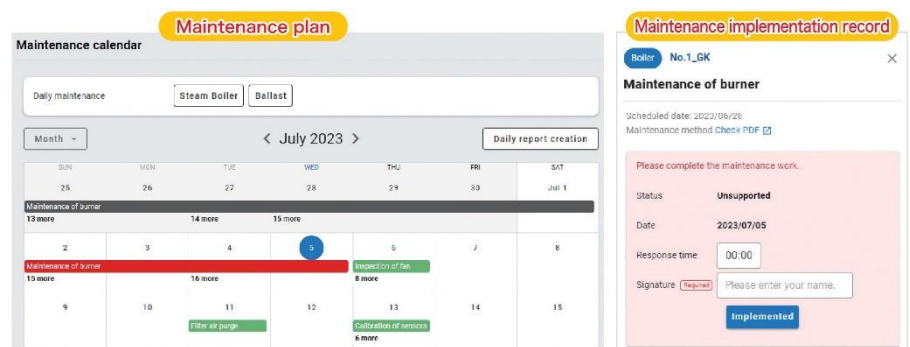 Maintenance plan
Maintenance calendar
Daily maintenance Steam Boiler Ballast
Month July 2023 Daily report creation
SUN MON TUE WED THU FRI SAT
25 26 27 28 29 30 Jul 1
Maintenance of burner
13 more 14 more 15 more
2 3 4 5 6 7 8
Maintenance of burner Inspection of fan
15 more 16 more 8 more
9 10 11 12 13 14 15
Filter air purge Calibration of sensors
6 more
Maintenance implementation record
Boiler No.1_GK
Maintenance of burner
Scheduled date: 2023/06/28
Maintenance method Check PDF
Please complete the maintenance work.
Status Unsupported
Date 2023/07/05
Response time 00:00
Signature Required Please enter your name.
Implemented